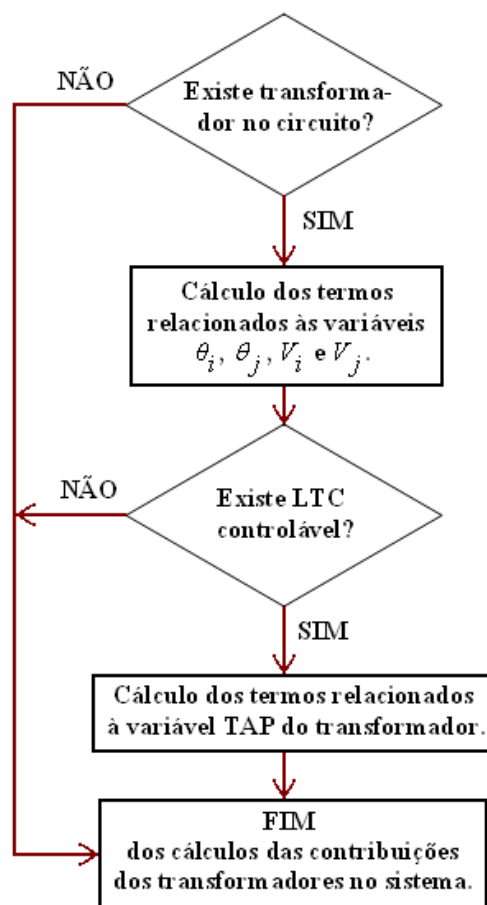 NÃO
Existe transforma-
dor no circuito?
SIM
Cálculo dos termos
relacionados às variáveis
θi, θj, Vi e Vj.
NÃO
Existe LTC
controlável?
SIM
Cálculo dos termos relacionados
à variável TAP do transformador.
FIM
dos cálculos das contribuições
dos transformadores no sistema.